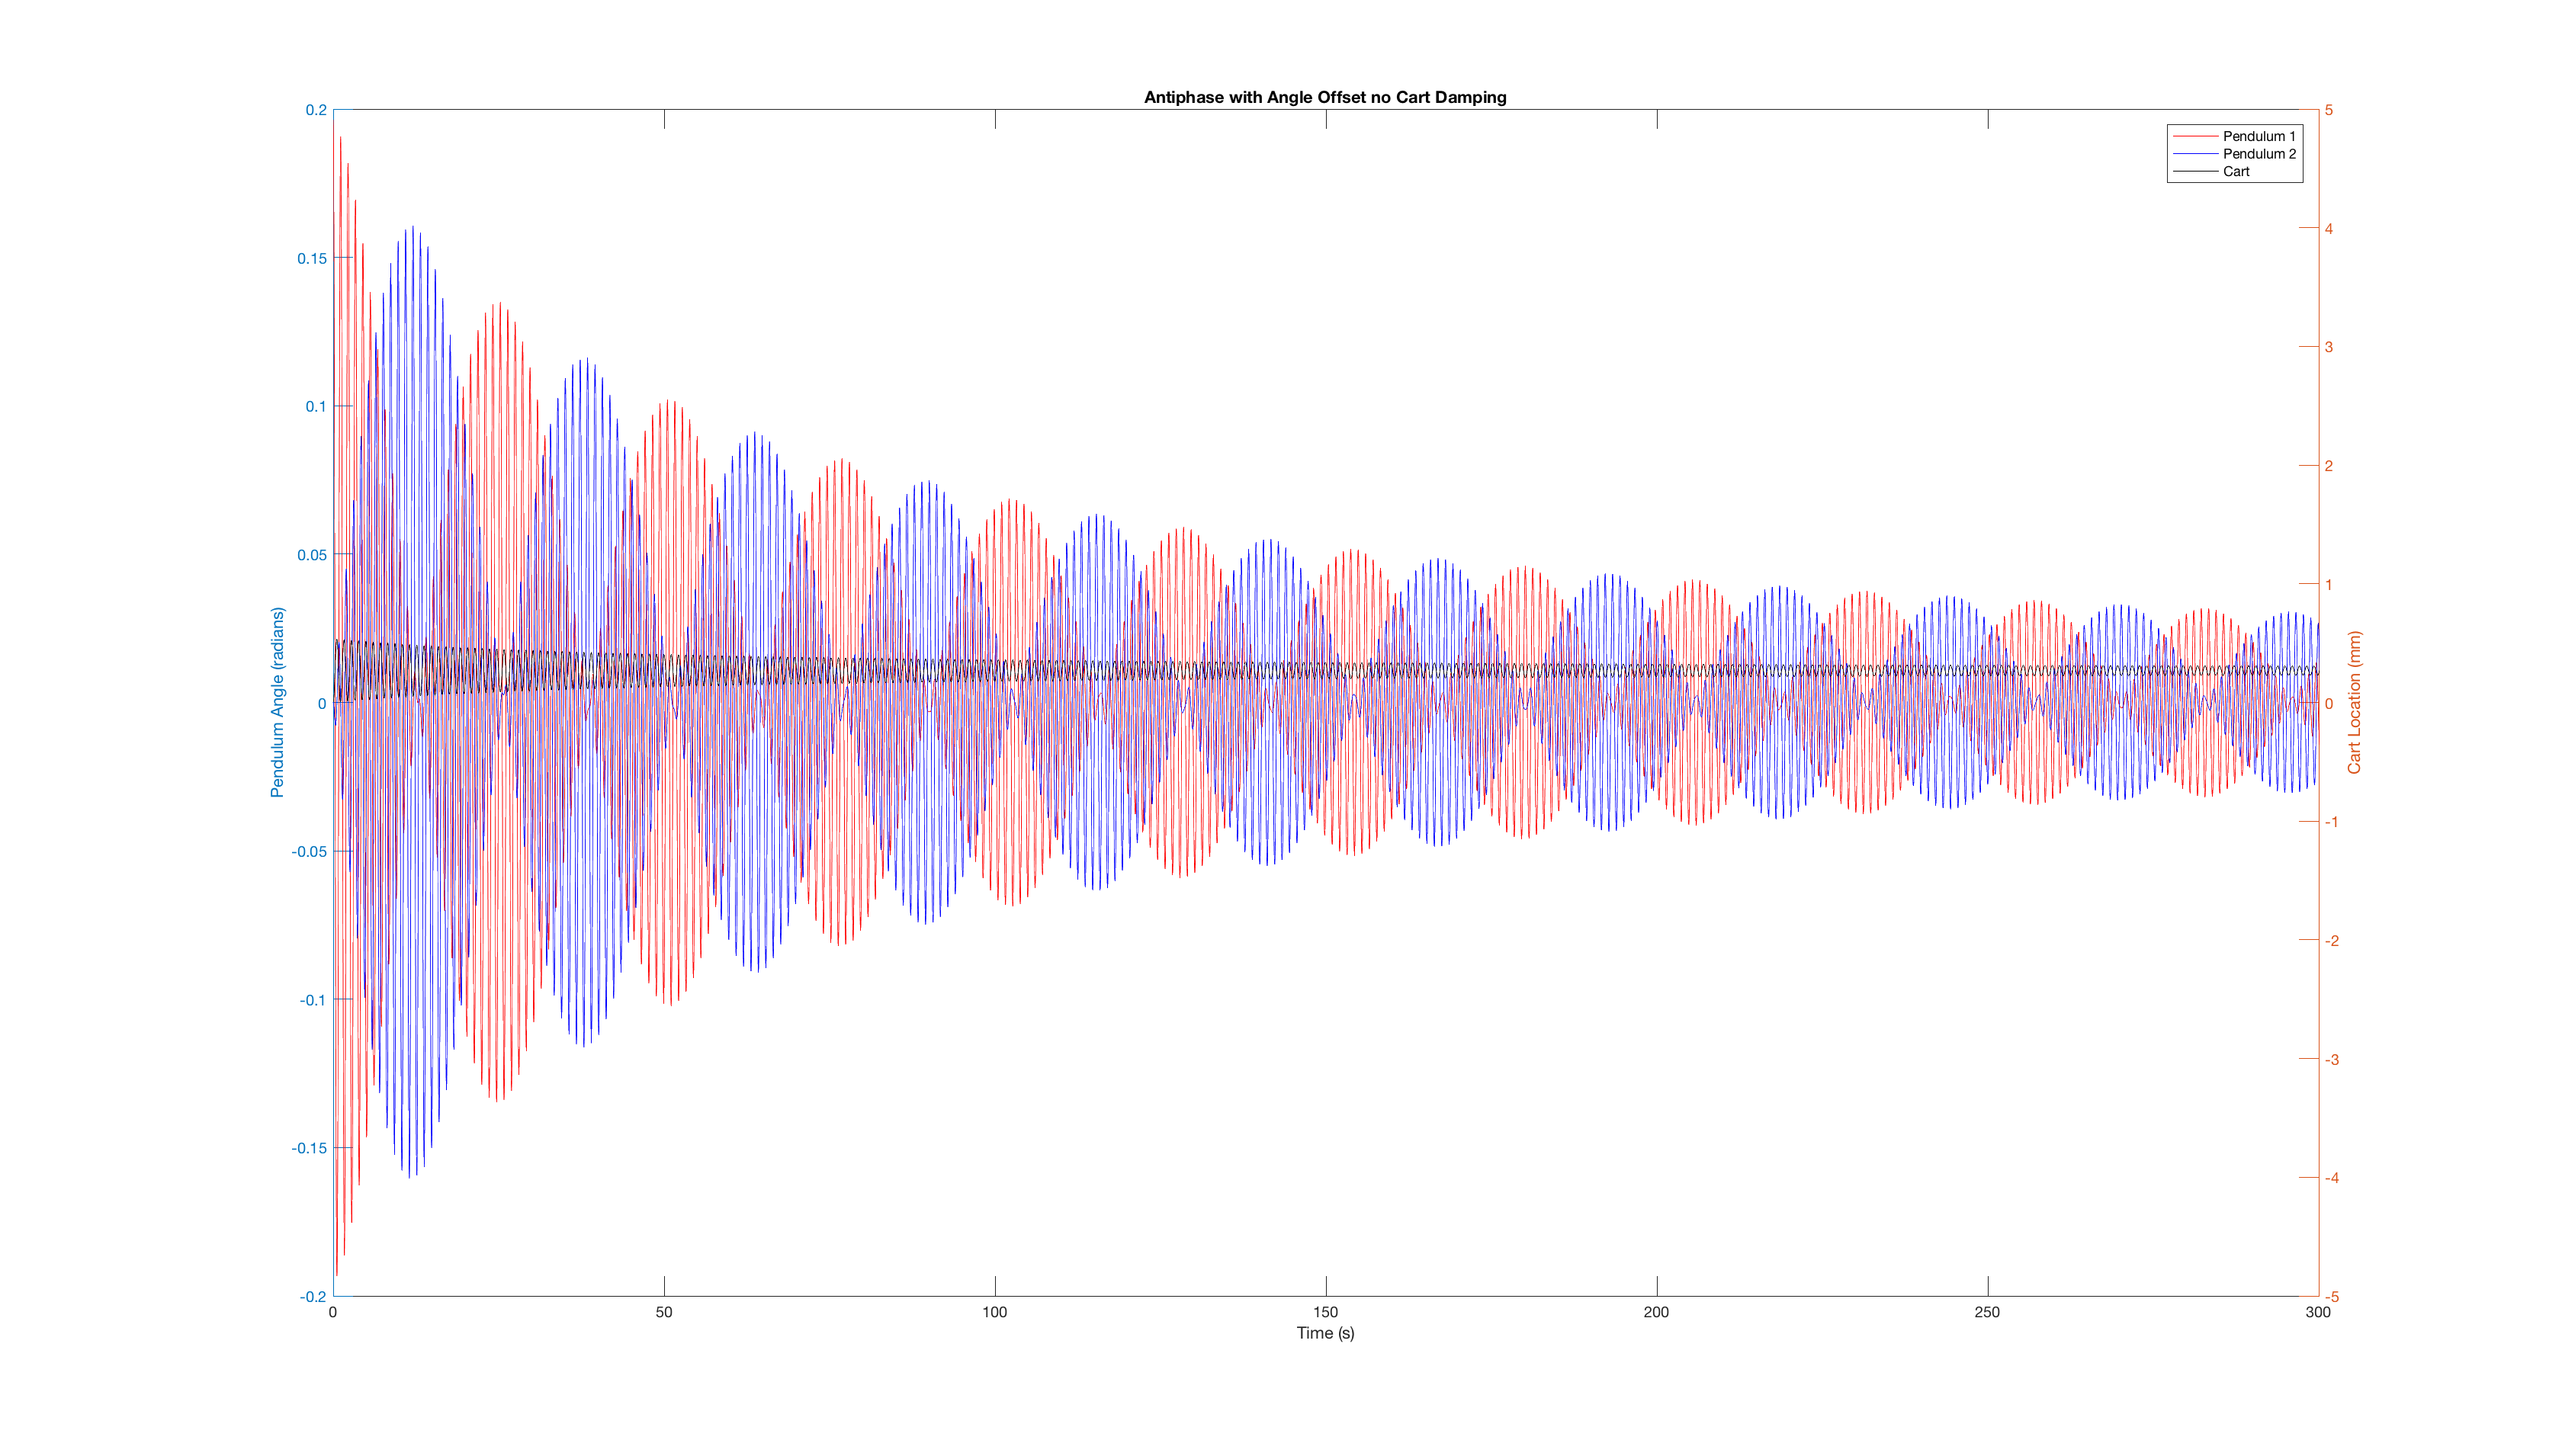 Antiphase with Angle Offset no Cart Damping
Pendulum 1
Pendulum 2
Cart
0.2
0.15
0.1
0.05
0
-0.05
-0.1
-0.15
-0.2
Pendulum Angle (radians)
5
4
3
2
1
0
-1
-2
-3
-4
-5
Cart Location (mm)
0 50 100 150 200 250 300
Time (s)